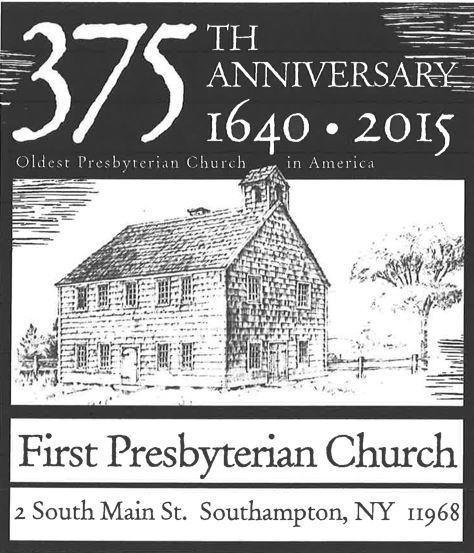 375 TH
ANNIVERSARY
1640 • 2015
Oldest Presbyterian Church in America
First Presbyterian Church
2 South Main St. Southampton, NY 11968